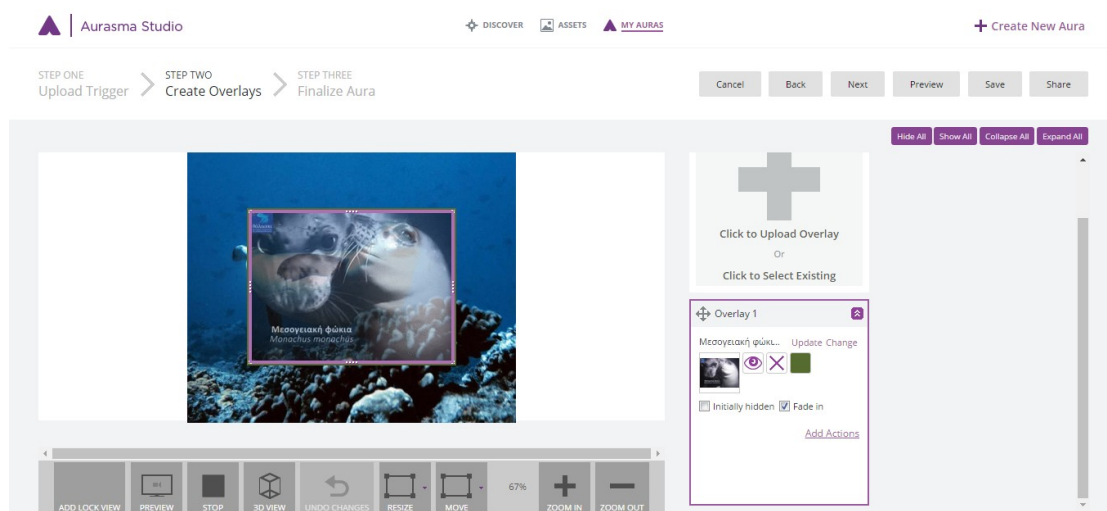 Aurasma Studio
DISCOVER
ASSETS
MY AURAS
Create New Aura
STEP ONE
Upload Trigger
STEP TWO
Create Overlays
STEP THREE
Finalize Aura
Cancel
Back
Next
Preview
Save
Share
Hide All
Show All
Collapse All
Expand All
Μεσογειακή φώκια
Monachus monachus
Click to Upload Overlay
Or
Click to Select Existing
Overlay 1
Μεσογειακή φώκι...
Update Change
Initially hidden
Fade in
Add Actions
ADD LOCK VIEW
PREVIEW
STOP
3D VIEW
UNDO CHANGES
RESIZE
MOVE
67%
ZOOM IN
ZOOM OUT